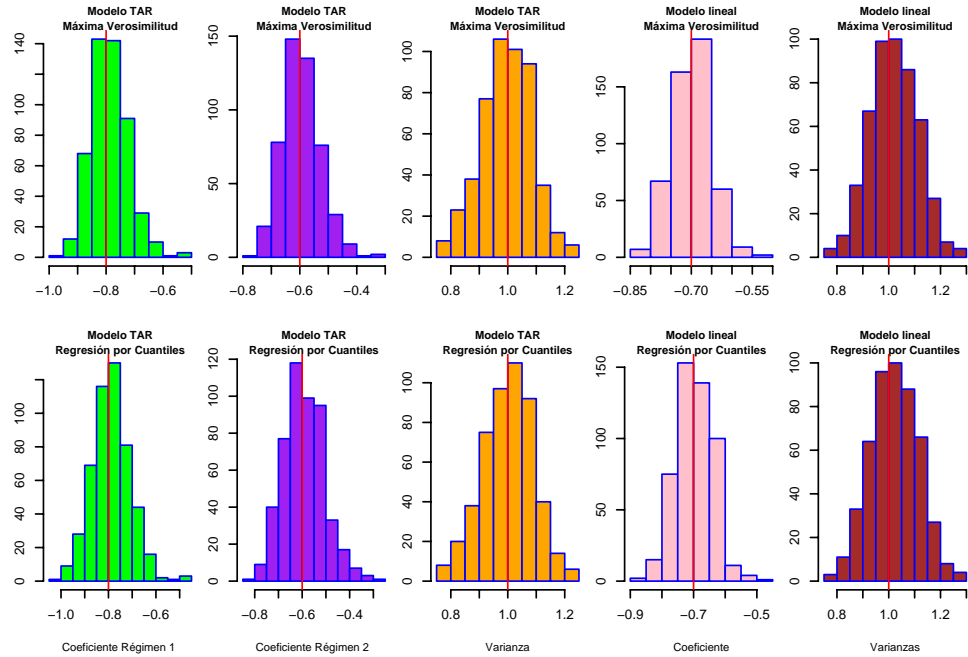 Modelo TAR
Máxima Verosimilitud
Modelo TAR
Máxima Verosimilitud
Modelo TAR
Máxima Verosimilitud
Modelo lineal
Máxima Verosimilitud
Modelo lineal
Máxima Verosimilitud
0 20 40 60 80 100 140
−1.0 −0.8 −0.6
0 50 100 150
−0.8 −0.6 −0.4
0 20 40 60 80 100
0.8 1.0 1.2
0 50 100 150
−0.85 −0.70 −0.55
0 20 40 60 80 100
0.8 1.0 1.2
Modelo TAR
Regresión por Cuantiles
Modelo TAR
Regresión por Cuantiles
Modelo TAR
Regresión por Cuantiles
Modelo lineal
Regresión por Cuantiles
Modelo lineal
Regresión por Cuantiles
0 20 40 60 80 100
−1.0 −0.8 −0.6
0 20 40 60 80 100 120
−0.8 −0.6 −0.4
0 20 40 60 80 100
0.8 1.0 1.2
0 50 100 150
−0.9 −0.7 −0.5
0 20 40 60 80 100
0.8 1.0 1.2
Coeficiente Régimen 1
Coeficiente Régimen 2
Varianza
Coeficiente
Varianzas